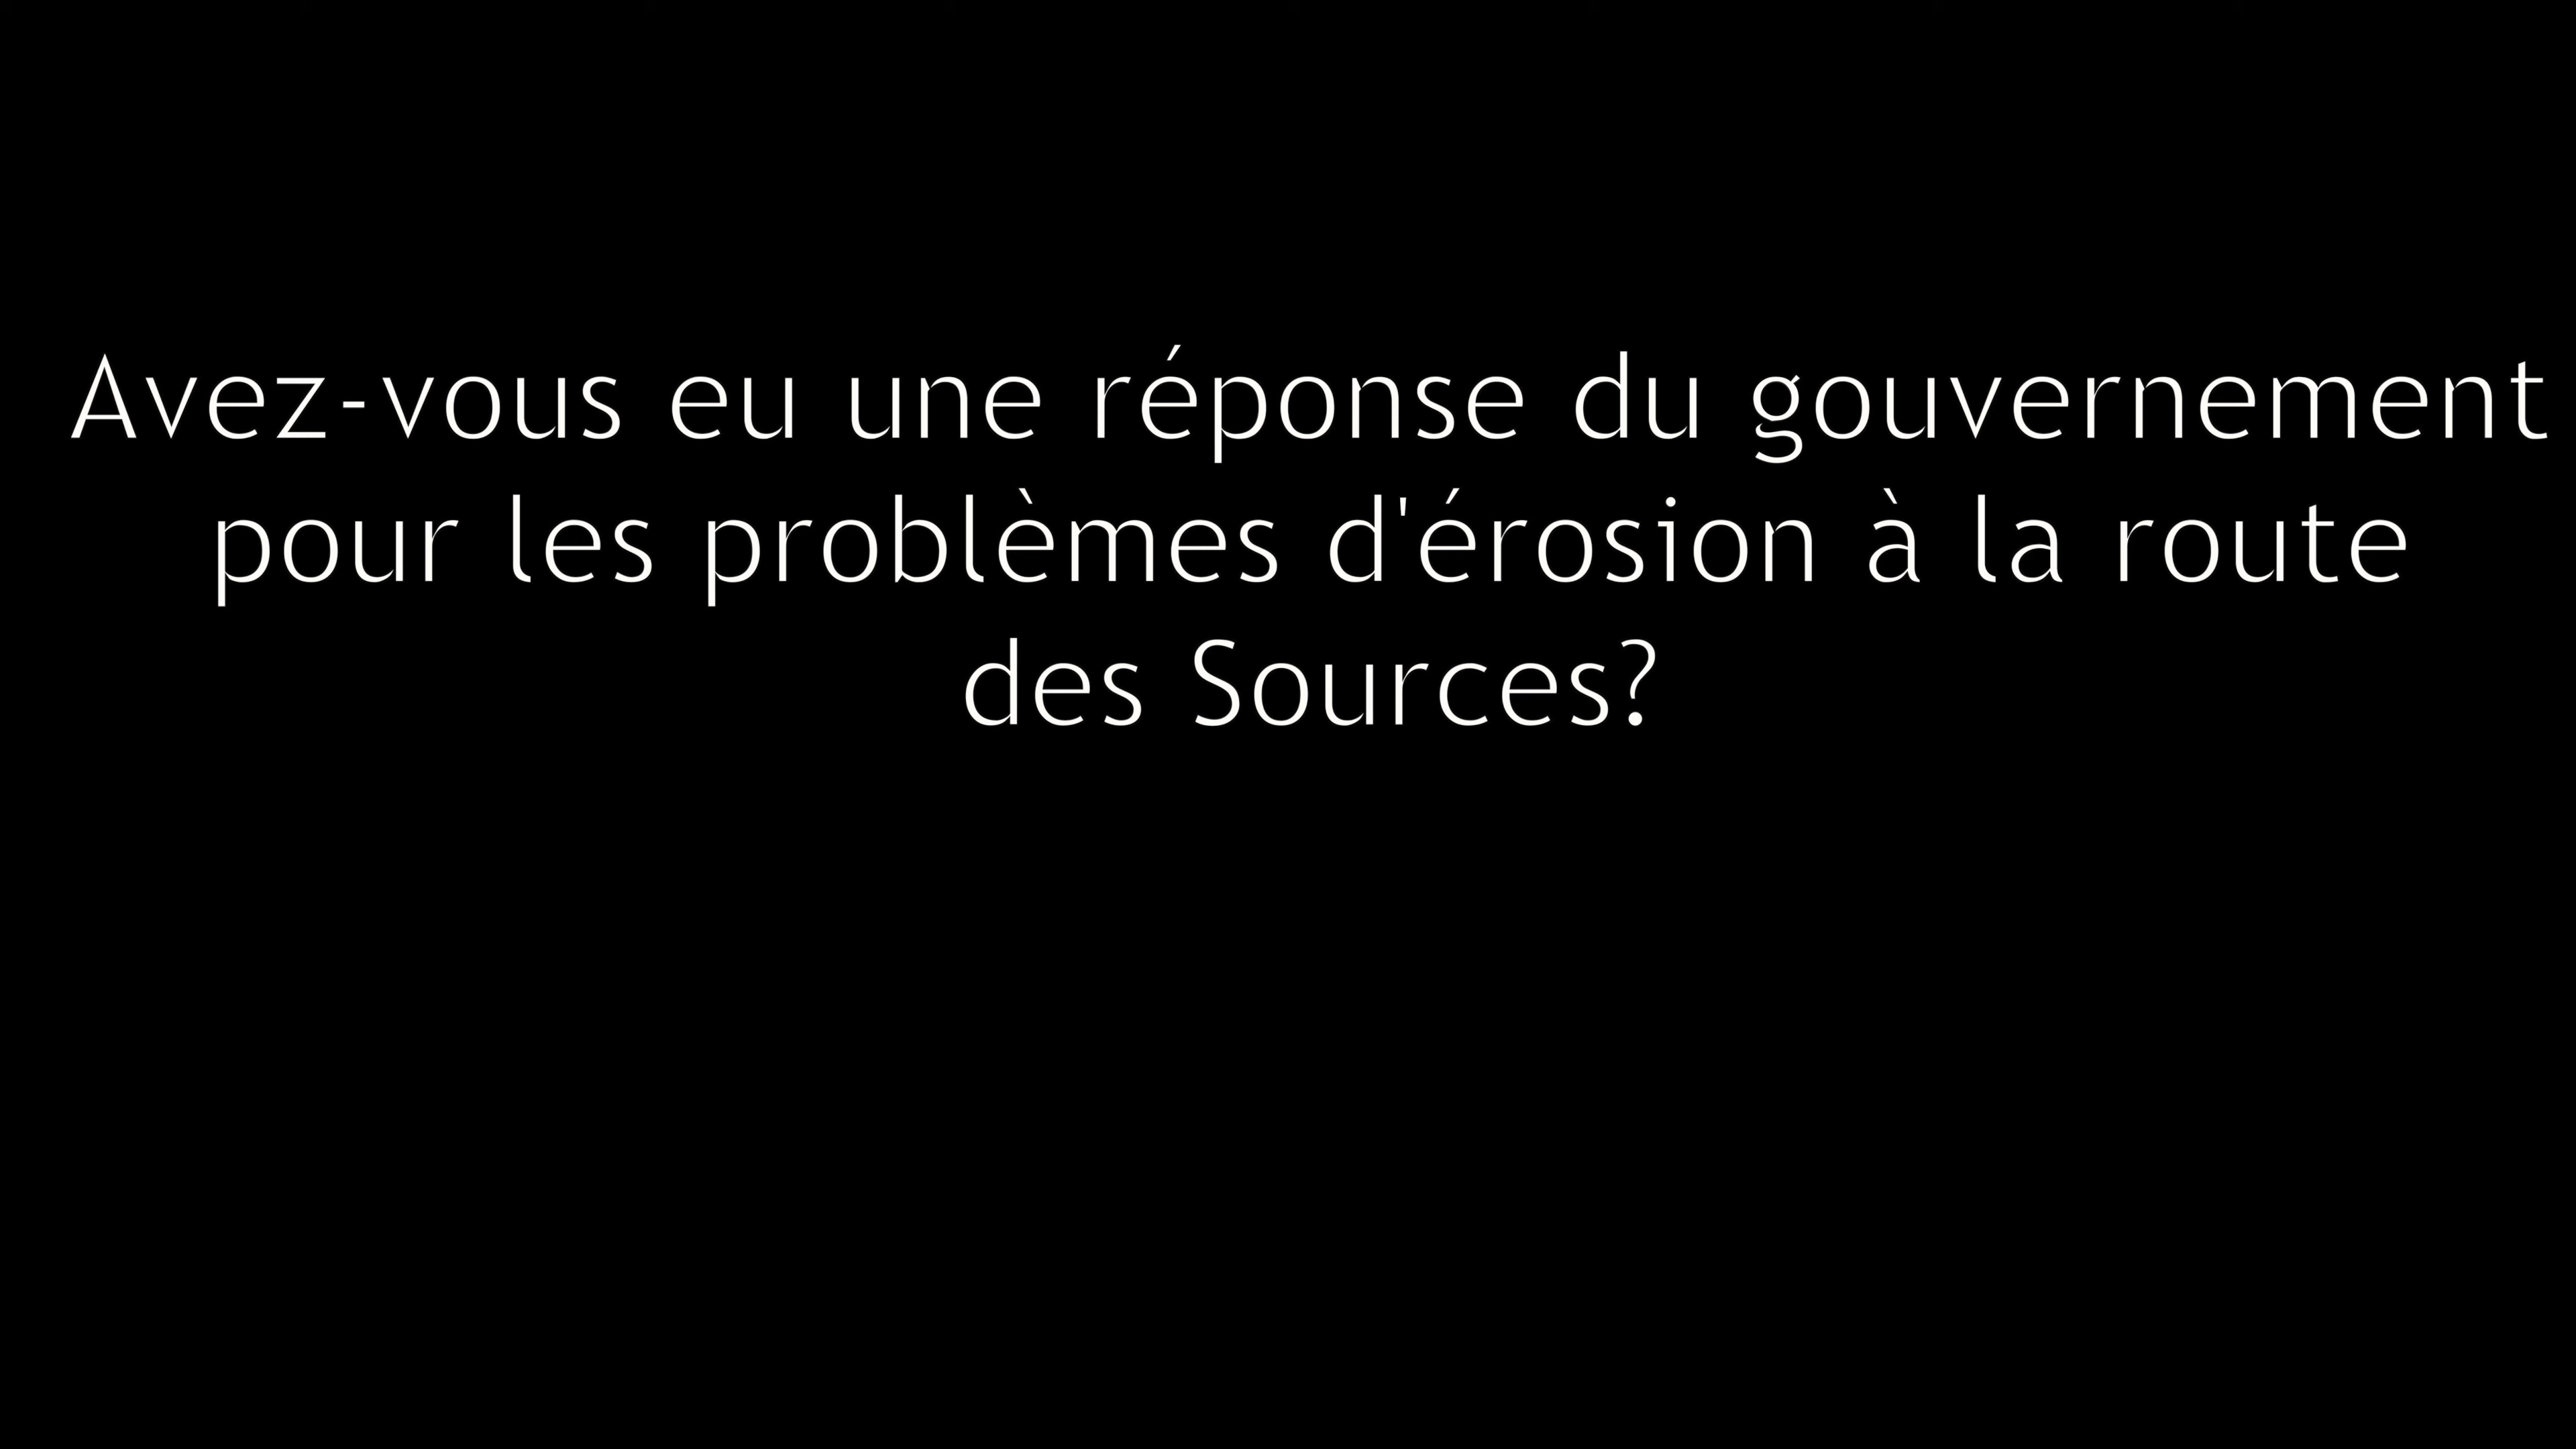 Avez-vous eu une réponse du gouvernement
pour les problèmes d'érosion à la route
des Sources?